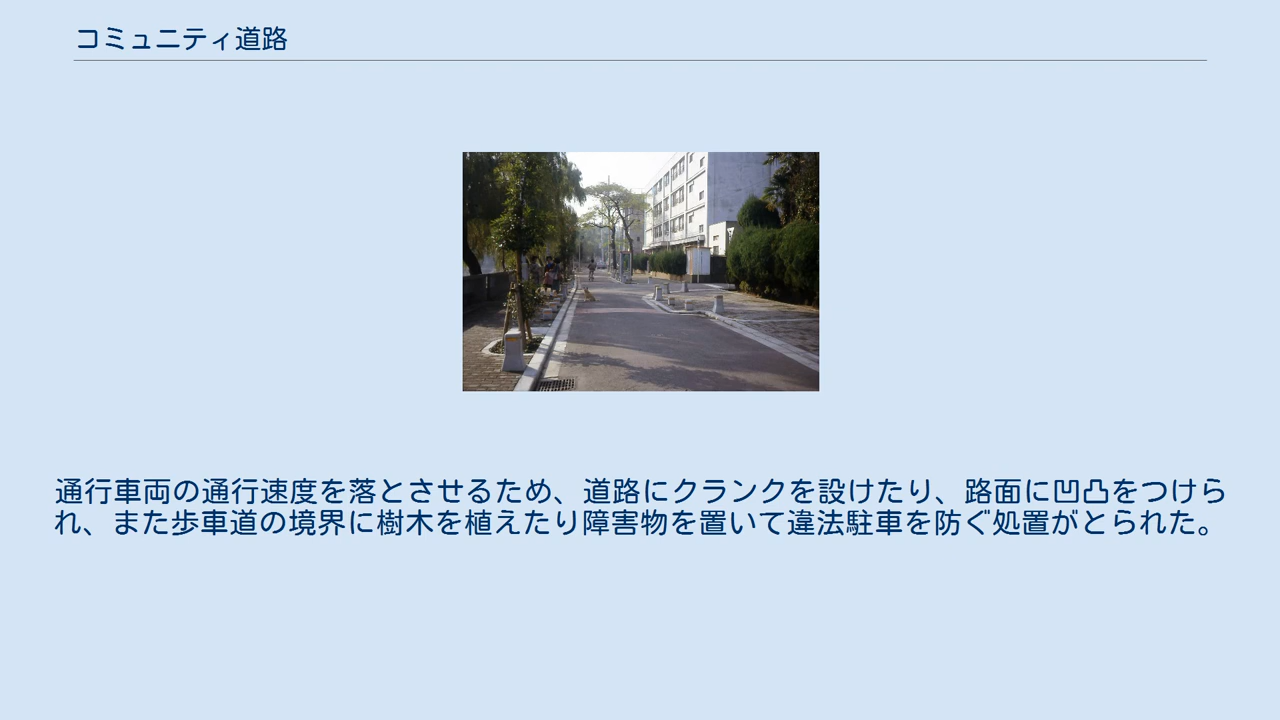 コミュニティ道路
通行車両の通行速度を落とさせるため、道路にクランクを設けたり、路面に凹凸をつけら
れ、また歩車道の境界に樹木を植えたり障害物を置いて違法駐車を防ぐ処置がとられた。